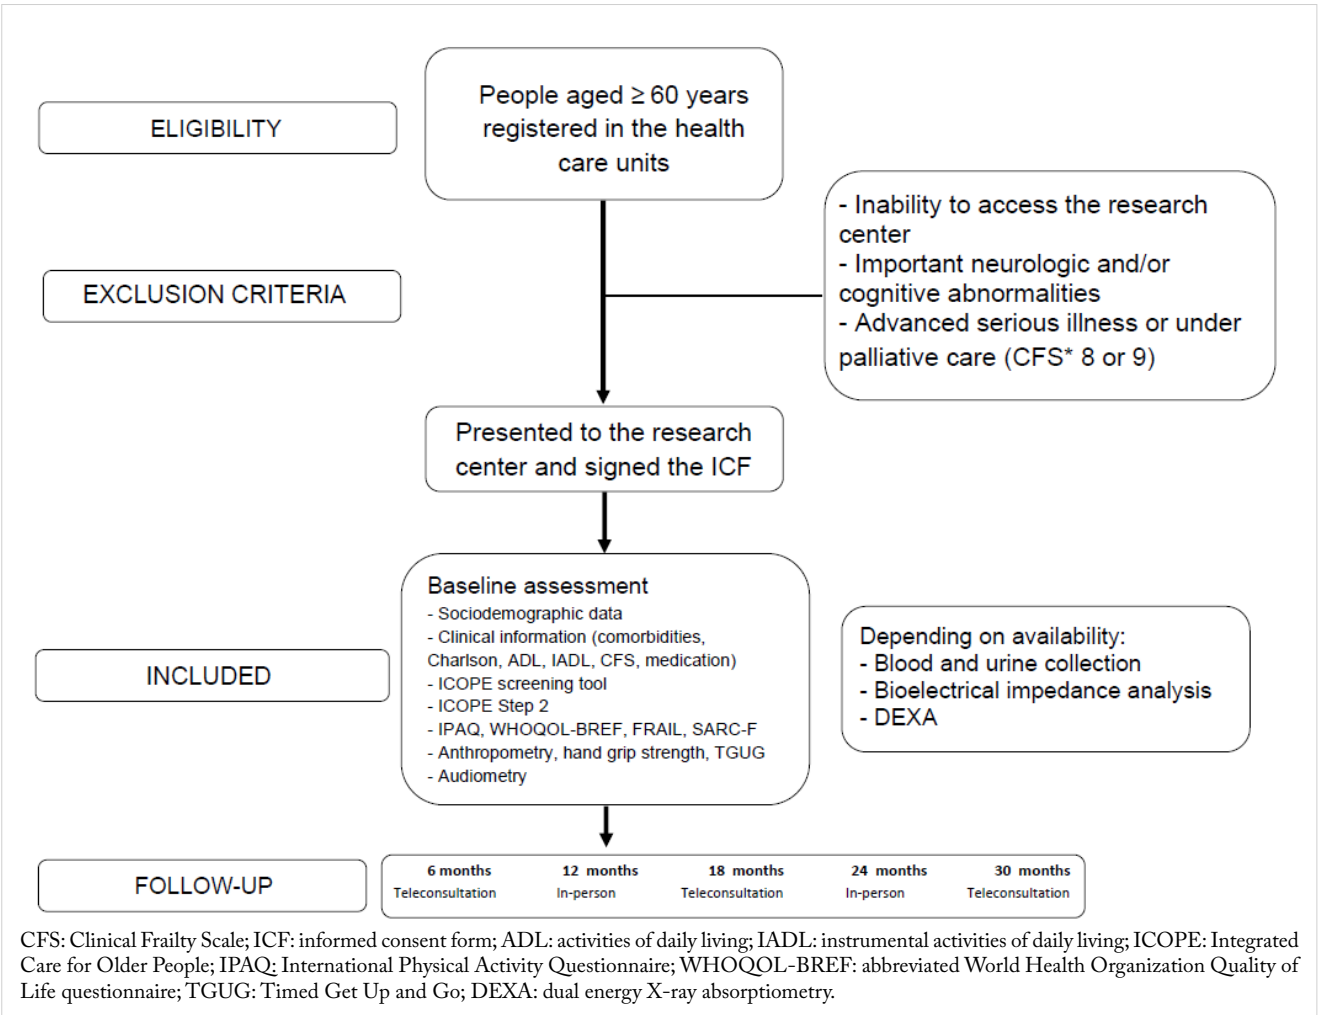 ELIGIBILITY
People aged ≥ 60 years
registered in the health
care units
EXCLUSION CRITERIA
- Inability to access the research
center
- Important neurologic and/or
cognitive abnormalities
- Advanced serious illness or under
palliative care (CFS* 8 or 9)
Presented to the research
center and signed the ICF
INCLUDED
Baseline assessment
- Sociodemographic data
- Clinical information (comorbidities,
Charlson, ADL, IADL, CFS, medication)
- ICOPE screening tool
- ICOPE Step 2
- IPAQ, WHOQOL-BREF, FRAIL, SARC-F
- Anthropometry, hand grip strength, TGUG
- Audiometry
Depending on availability:
- Blood and urine collection
- Bioelectrical impedance analysis
- DEXA
FOLLOW-UP
6 months 12 months 18 months 24 months 30 months
Teleconsultation In-person Teleconsultation In-person Teleconsultation
CFS: Clinical Frailty Scale; ICF: informed consent form; ADL: activities of daily living; IADL: instrumental activities of daily living; ICOPE: Integrated
Care for Older People; IPAQ: International Physical Activity Questionnaire; WHOQOL-BREF: abbreviated World Health Organization Quality of
Life questionnaire; TGUG: Timed Get Up and Go; DEXA: dual energy X-ray absorptiometry.